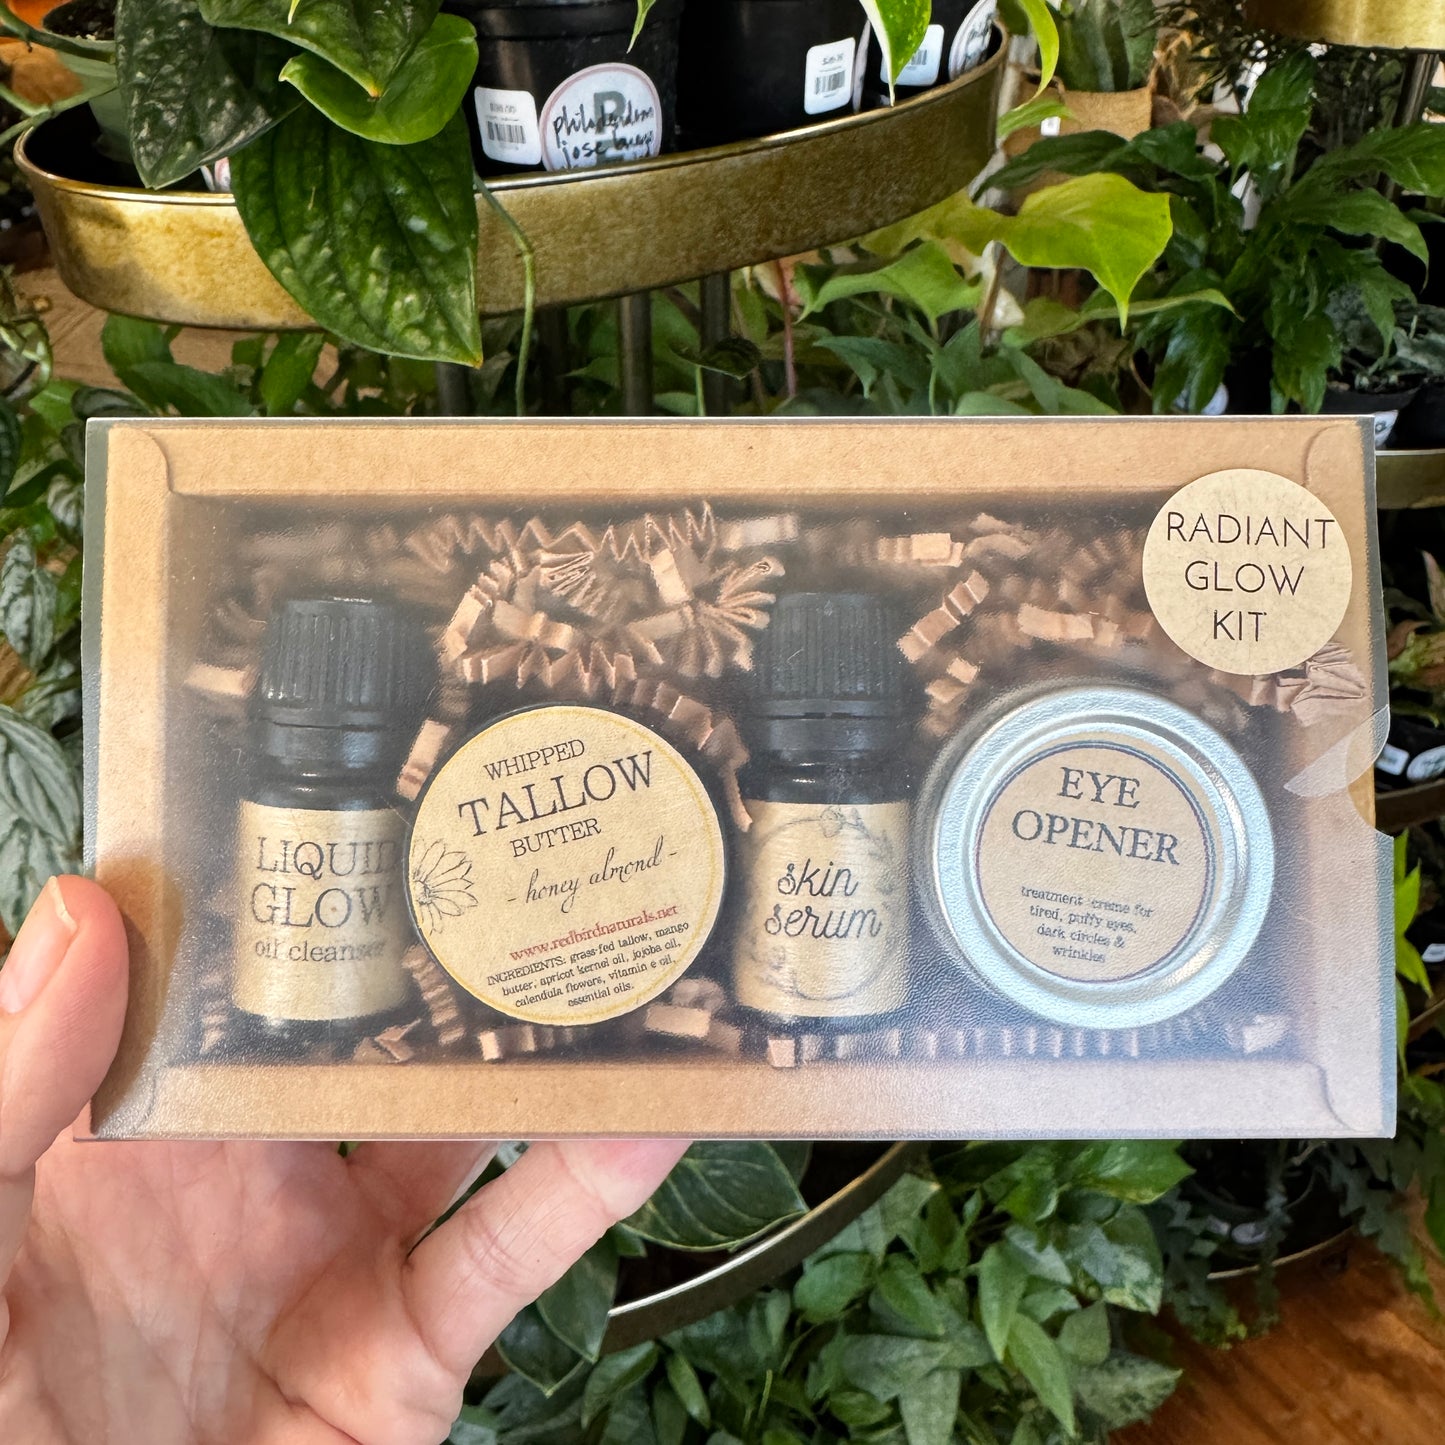 philodendron
jose buono
RADIANT
GLOW
KIT
LIQUID
GLOW
oil cleanser
WHIPPED
TALLOW
BUTTER
- honey almond -
www.redbirdnaturals.net
INGREDIENTS: grass-fed tallow, mango
butter, apricot kernel oil, jojoba oil,
calendula flowers, vitamin e oil,
essential oils.
skin
serum
EYE
OPENER
treatment creme for
tired, puffy eyes,
dark circles &
wrinkles